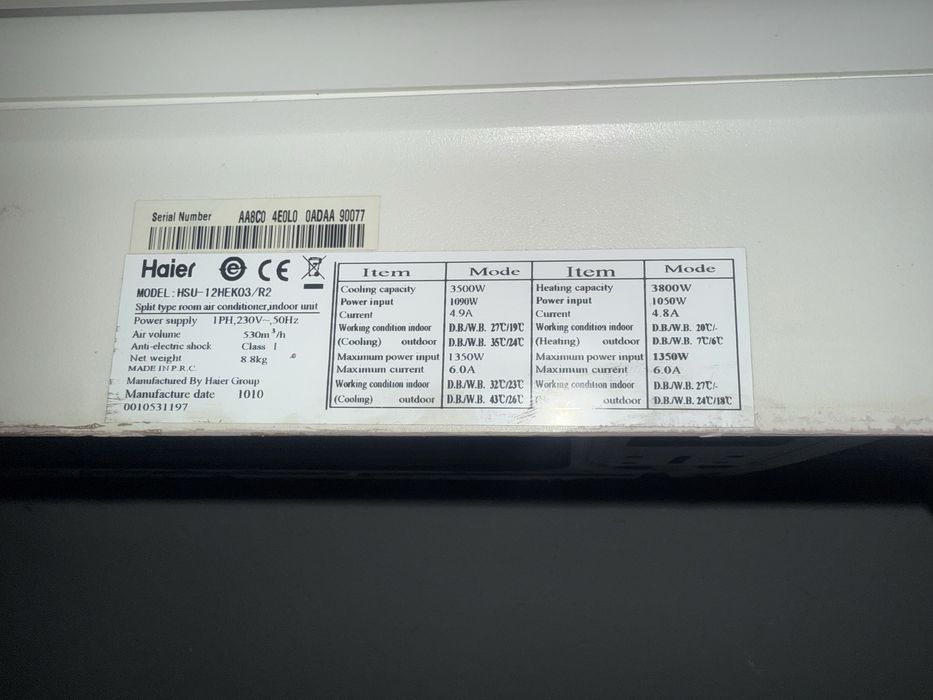 Serial Number AA8C0 4E0L0 0ADAA 90077
Haier CE
MODEL:HSU-12HEK03/R2
Split type room air conditioner,indoor unit
Power supply 1PH,230V~,50Hz
Air volume 530m³/h
Anti-electric shock Class I
Net weight 8.8kg
MADE IN P.R.C.
Manufactured By Haier Group
Manufacture date 1010
0010531197
Item Mode Item Mode
Cooling capacity 3500W Heating capacity 3800W
Power input 1090W Power input 1050W
Current 4.9A Current 4.8A
Working condition indoor D.B./W.B. 27℃/19℃ Working condition indoor D.B./W.B. 20℃/-
(Cooling) outdoor D.B./W.B. 35℃/24℃ (Heating) outdoor D.B./W.B. 7℃/6℃
Maximum power input 1350W Maximum power input 1350W
Maximum current 6.0A Maximum current 6.0A
Working condition indoor D.B./W.B. 32℃/23℃ Working condition indoor D.B./W.B. 27℃/-
(Cooling) outdoor D.B./W.B. 43℃/26℃ outdoor D.B./W.B. 24℃/18℃